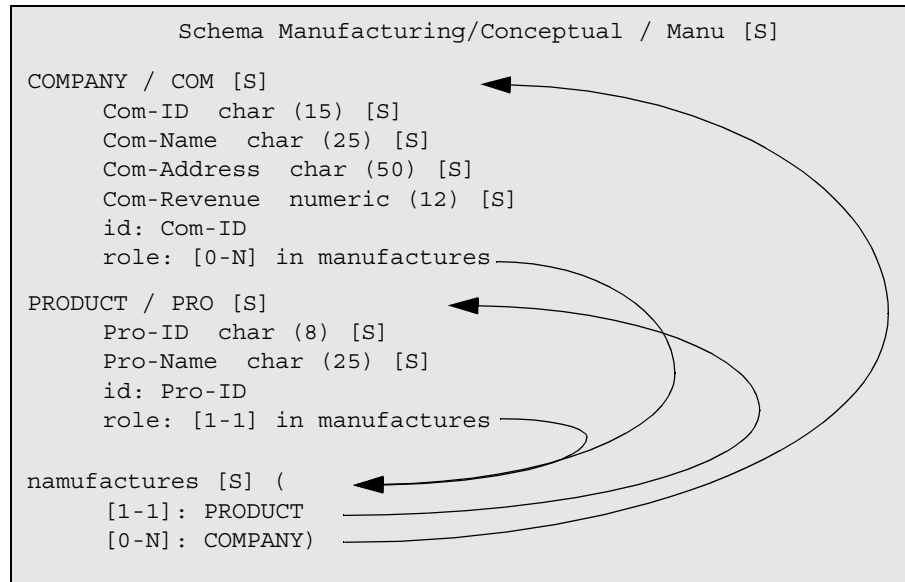 Schema Manufacturing/Conceptual / Manu [S]
COMPANY / COM [S]
Com-ID char (15) [S]
Com-Name char (25) [S]
Com-Address char (50) [S]
Com-Revenue numeric (12) [S]
id: Com-ID
role: [0-N] in manufactures
PRODUCT / PRO [S]
Pro-ID char (8) [S]
Pro-Name char (25) [S]
id: Pro-ID
role: [1-1] in manufactures
namufactures [S] (
[1-1]: PRODUCT
[0-N]: COMPANY)